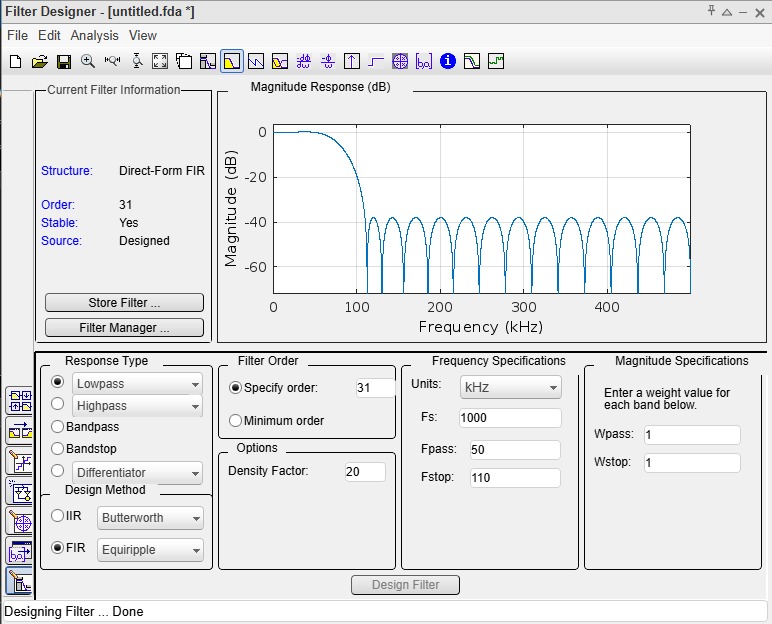 Filter Designer - [untitled.fda *]
File Edit Analysis View
Current Filter Information
Structure: Direct-Form FIR
Order: 31
Stable: Yes
Source: Designed
Store Filter ...
Filter Manager ...
Magnitude Response (dB)
Magnitude (dB)
0
-20
-40
-60
0 100 200 300 400
Frequency (kHz)
Response Type
Lowpass
Highpass
Bandpass
Bandstop
Differentiator
Design Method
IIR Butterworth
FIR Equiripple
Filter Order
Specify order: 31
Minimum order
Options
Density Factor: 20
Frequency Specifications
Units: kHz
Fs: 1000
Fpass: 50
Fstop: 110
Magnitude Specifications
Enter a weight value for
each band below.
Wpass: 1
Wstop: 1
Design Filter
Designing Filter ... Done